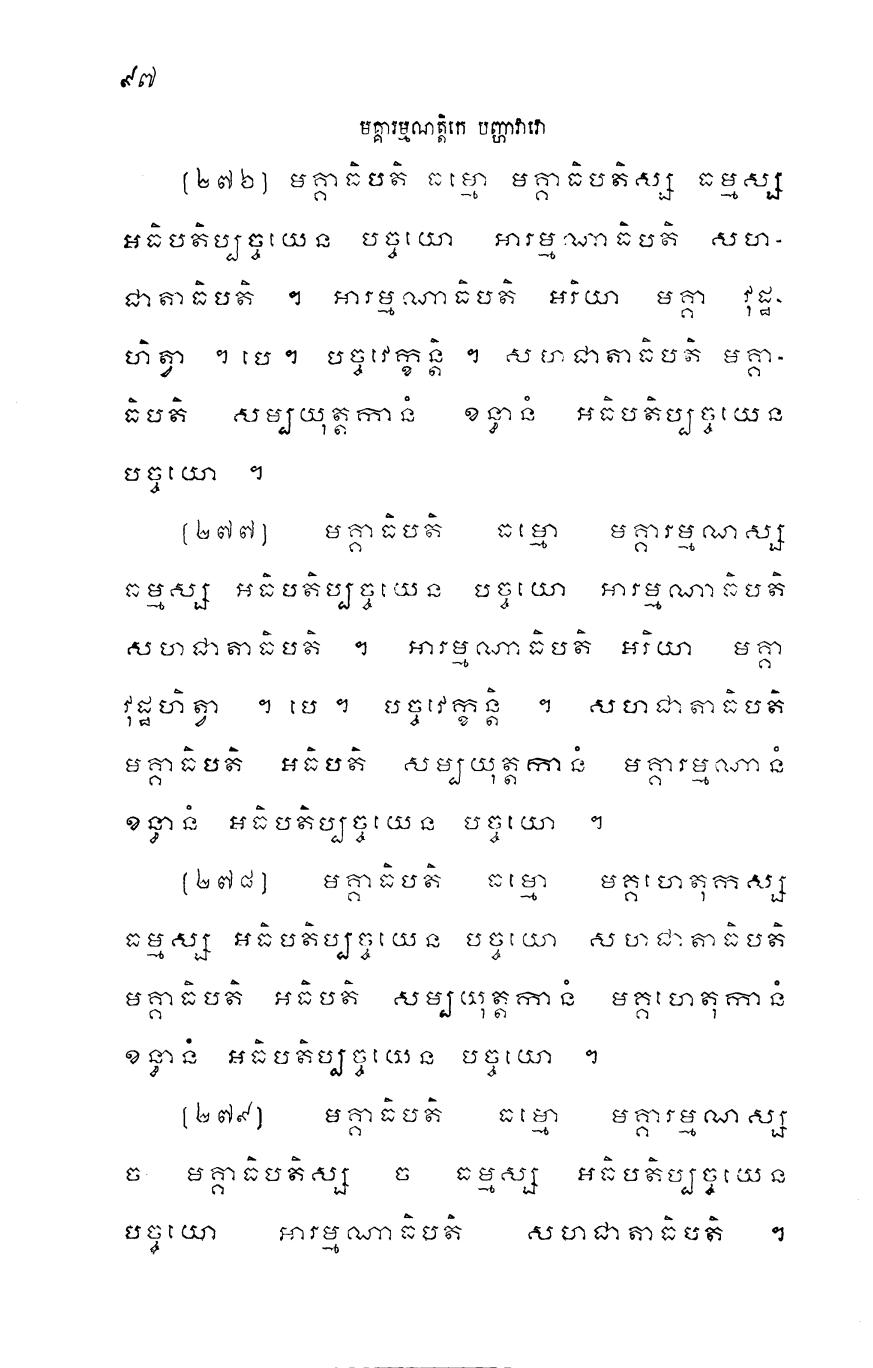 ៩៧
មគ្គារម្មណត្តិកេ បញ្ហាវារោ
[២៧៦] មគ្គាធិបតិ ធម្មោ មគ្គាធិបតិស្ស ធម្មស្ស
អធិបតិប្បច្ចយេន បច្ចយោ អារម្មណាធិបតិ សហ-
ជាតាធិបតិ ។ អារម្មណាធិបតិ អរិយា មគ្គា វុដ្ឋ-
ហិត្វា ។ បេ ។ បច្ចវេក្ខន្តិ ។ សហជាតាធិបតិ មគ្គា-
ធិបតិ សម្បយុត្តកានំ ខន្ធានំ អធិបតិប្បច្ចយេន
បច្ចយោ ។
[២៧៧] មគ្គាធិបតិ ធម្មោ មគ្គារម្មណស្ស
ធម្មស្ស អធិបតិប្បច្ចយេន បច្ចយោ អារម្មណាធិបតិ
សហជាតាធិបតិ ។ អារម្មណាធិបតិ អរិយា មគ្គា
វុដ្ឋហិត្វា ។ បេ ។ បច្ចវេក្ខន្តិ ។ សហជាតាធិបតិ
មគ្គាធិបតិ អធិបតិ សម្បយុត្តកានំ មគ្គារម្មណានំ
ខន្ធានំ អធិបតិប្បច្ចយេន បច្ចយោ ។
[២៧៨] មគ្គាធិបតិ ធម្មោ មគ្គហេតុកស្ស
ធម្មស្ស អធិបតិប្បច្ចយេន បច្ចយោ សហជាតាធិបតិ
មគ្គាធិបតិ អធិបតិ សម្បយុត្តកានំ មគ្គហេតុកានំ
ខន្ធានំ អធិបតិប្បច្ចយេន បច្ចយោ ។
[២៧៩] មគ្គាធិបតិ ធម្មោ មគ្គារម្មណស្ស
ច មគ្គាធិបតិស្ស ច ធម្មស្ស អធិបតិប្បច្ចយេន
បច្ចយោ អារម្មណាធិបតិ សហជាតាធិបតិ ។